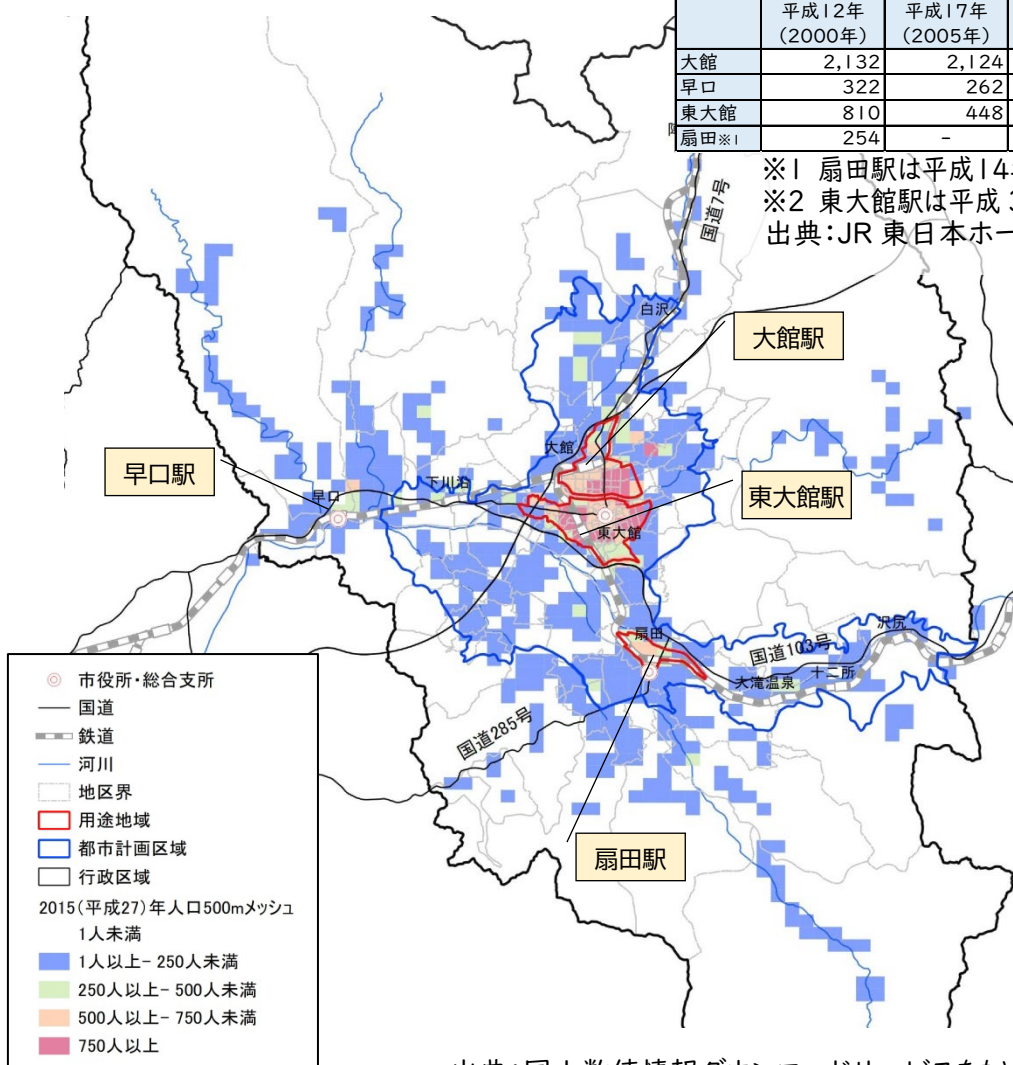 平成12年 平成17年
(2000年) (2005年)
大館 2,132 2,124
早口 322 262
東大館 810 448
扇田※1 254 -
※1 扇田駅は平成14
※2 東大館駅は平成
出典:JR 東日本ホー
国道7号
白沢
大館駅
大館
早口駅
下川沿
早口
東大館駅
東大館
扇田
沢尻
国道103号
十二所
大滝温泉
国道285号
扇田駅
市役所・総合支所
国道
鉄道
河川
地区界
用途地域
都市計画区域
行政区域
2015(平成27)年人口500mメッシュ
1人未満
1人以上-250人未満
250人以上-500人未満
500人以上-750人未満
750人以上